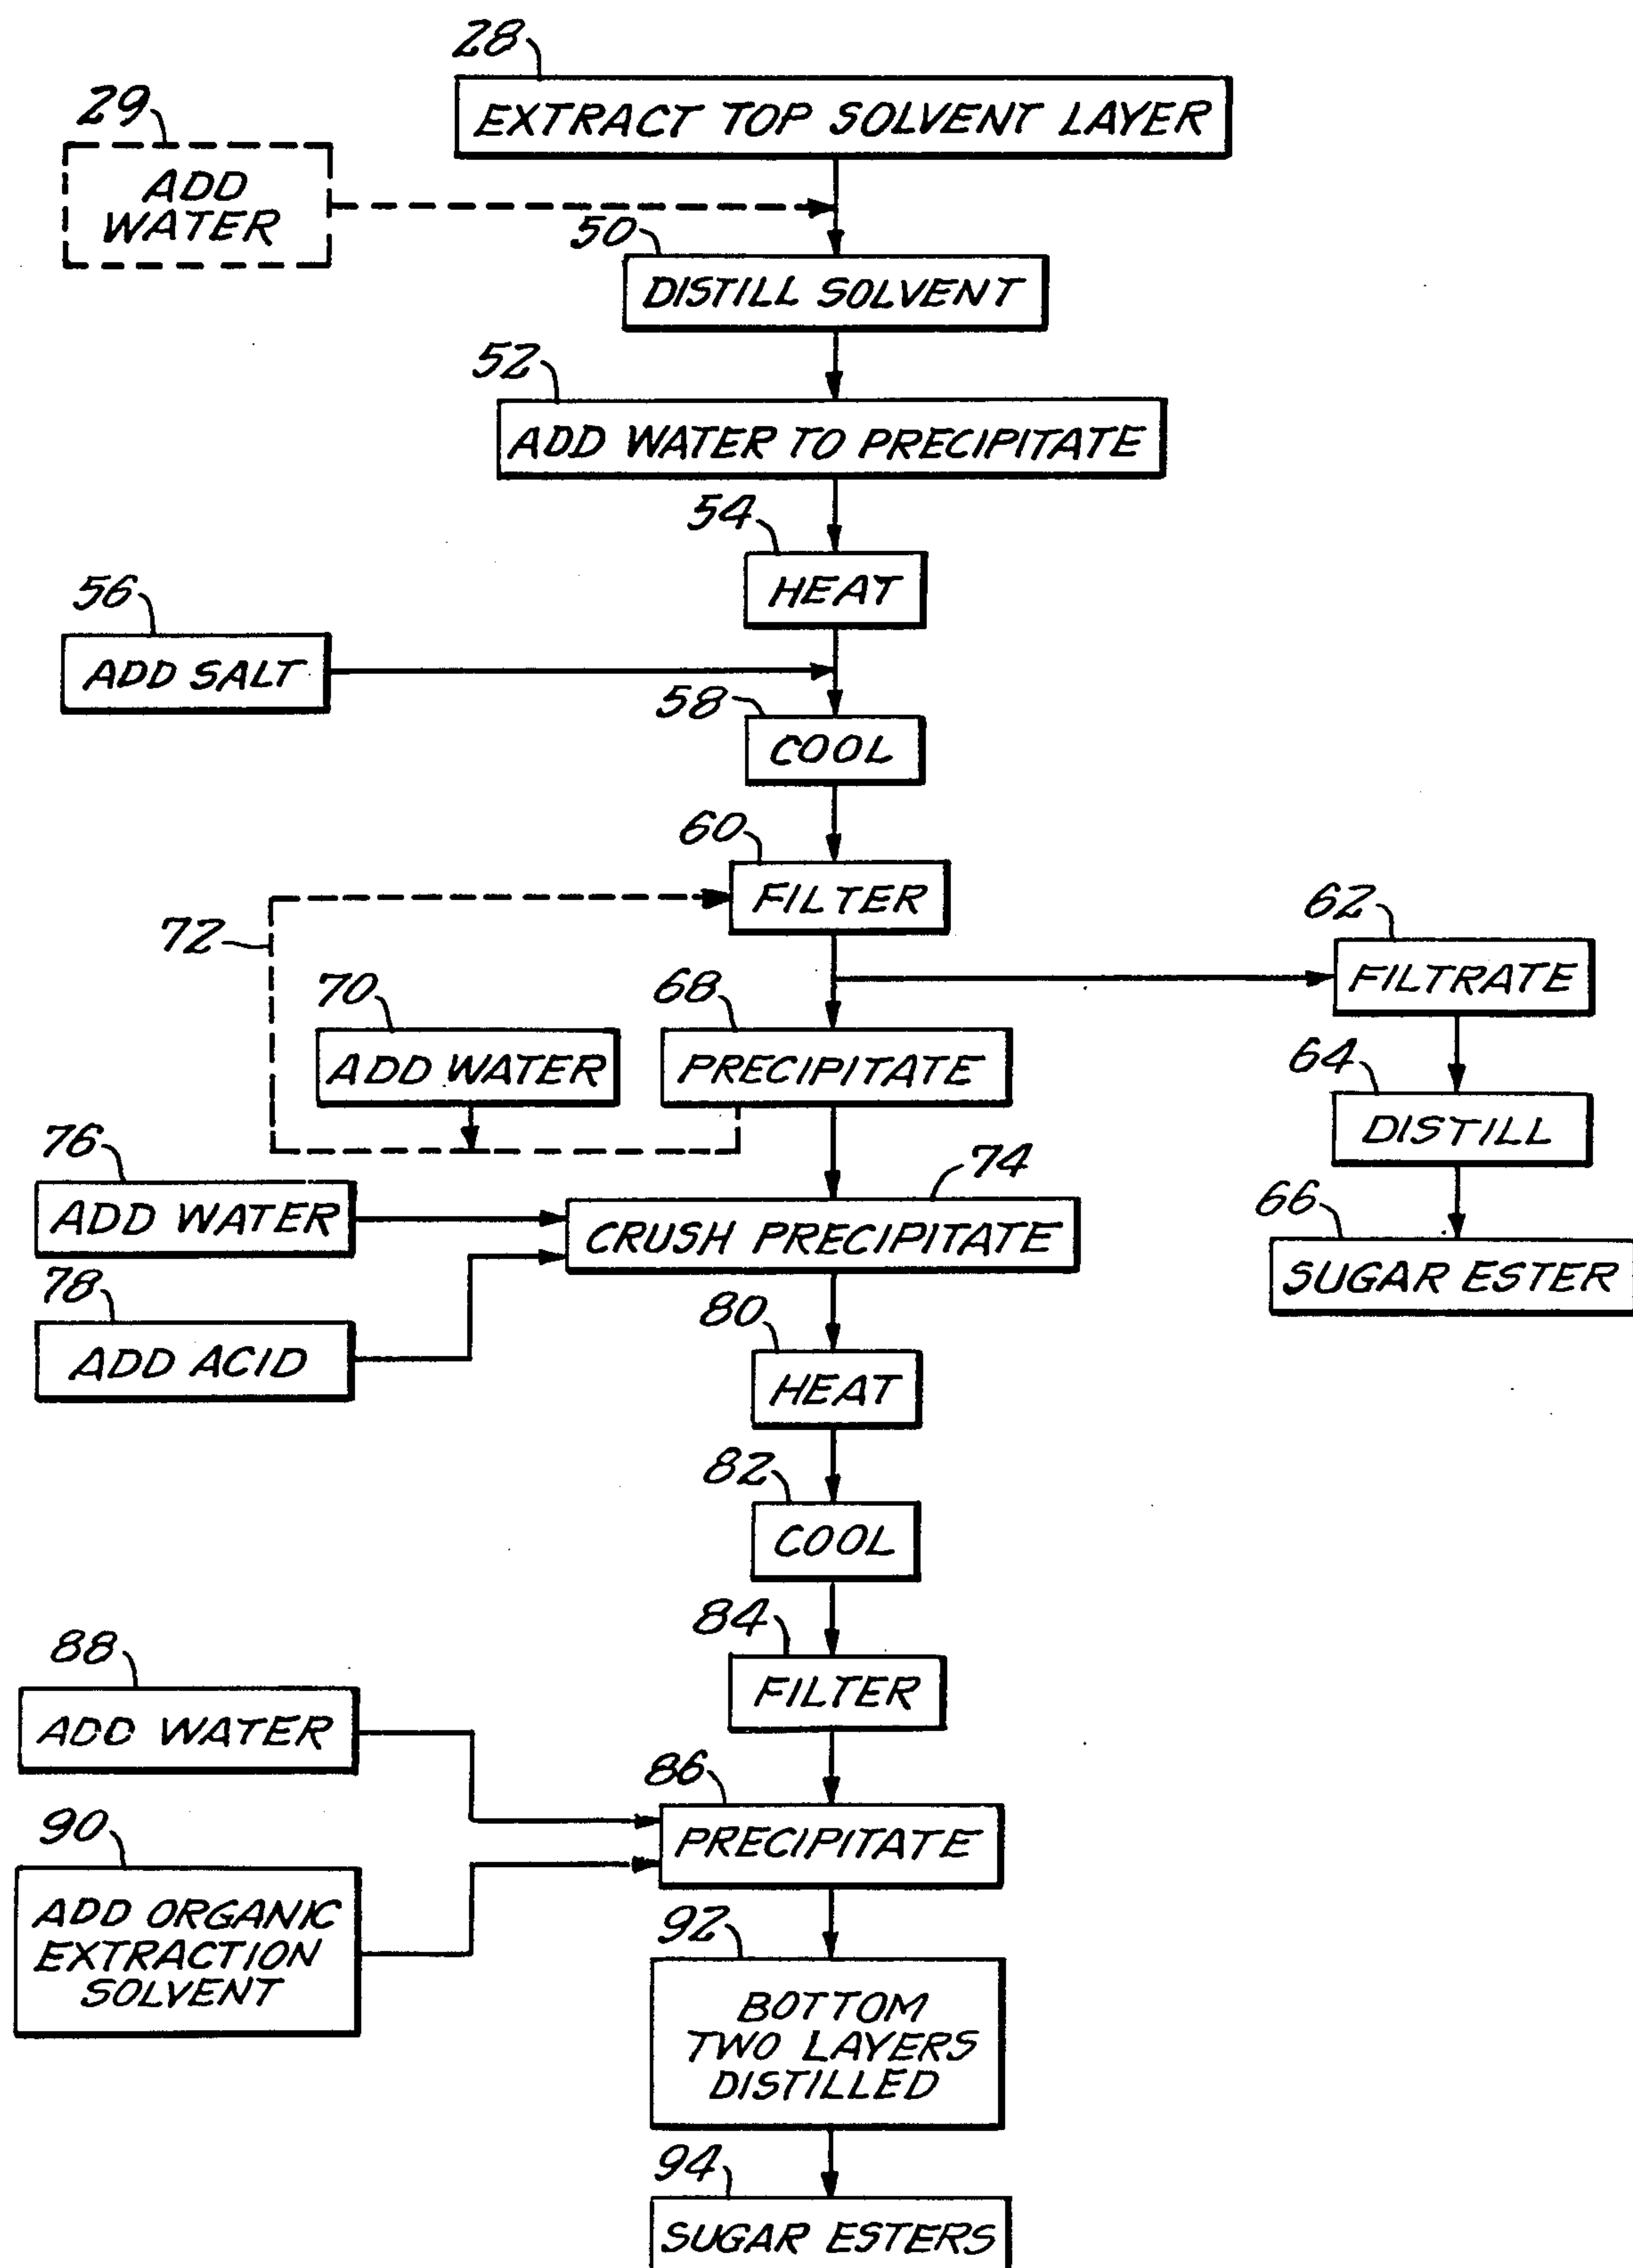 28
EXTRACT TOP SOLVENT LAYER
29
ADD
WATER
50
DISTILL SOLVENT
52
ADD WATER TO PRECIPITATE
54
HEAT
56
ADD SALT
58
COOL
60
FILTER
62
FILTRATE
72
70
ADD WATER
68
PRECIPITATE
64
DISTILL
76
ADD WATER
74
CRUSH PRECIPITATE
66
SUGAR ESTER
78
ADD ACID
80
HEAT
82
COOL
84
FILTER
88
ADD WATER
86
PRECIPITATE
90
ADD ORGANIC
EXTRACTION
SOLVENT
92
BOTTOM
TWO LAYERS
DISTILLED
94
SUGAR ESTERS